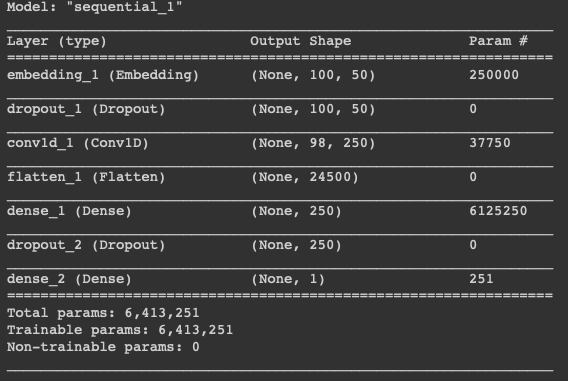 Model: "sequential_1"
Layer (type) Output Shape Param #
embedding_1 (Embedding) (None, 100, 50) 250000
dropout_1 (Dropout) (None, 100, 50) 0
conv1d_1 (Conv1D) (None, 98, 250) 37750
flatten_1 (Flatten) (None, 24500) 0
dense_1 (Dense) (None, 250) 6125250
dropout_2 (Dropout) (None, 250) 0
dense_2 (Dense) (None, 1) 251
Total params: 6,413,251
Trainable params: 6,413,251
Non-trainable params: 0